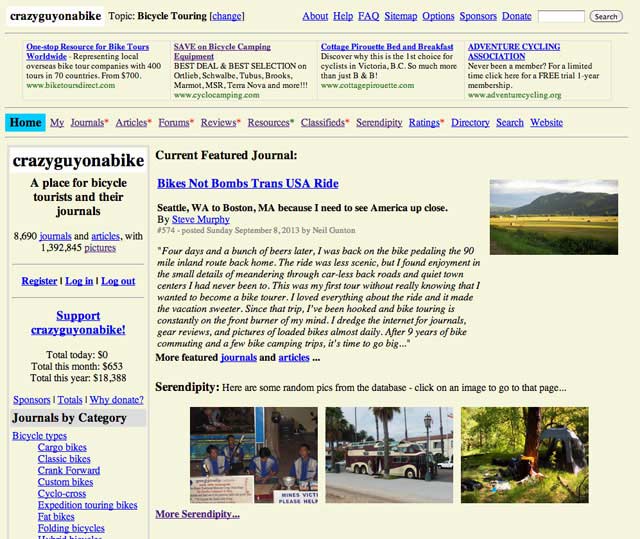 crazyguyonabike Topic: Bicycle Touring [change] About Help FAQ Sitemap Options Sponsors Donate Search
One-stop Resource for Bike Tours
Worldwide - Representing local
overseas bike tour companies with 400
tours in 70 countries. From $700.
www.biketoursdirect.com
SAVE on Bicycle Camping
Equipment
BEST DEAL & BEST SELECTION on
Ortlieb, Schwalbe, Tubus, Brooks,
Marmot, MSR, Terra Nova and more!!!
www.cyclocamping.com
Cottage Pirouette Bed and Breakfast
Discover why this is the 1st choice for
cyclists in Victoria, B.C. So much more
than just B & B!
www.cottagepirouette.com
ADVENTURE CYCLING
ASSOCIATION
Never been a member? For a limited
time click here for a FREE trial 1-year
membership.
www.adventurecycling.org
Home My Journals* Articles* Forums* Reviews* Resources* Classifieds* Serendipity Ratings* Directory Search Website
crazyguyonabike
A place for bicycle
tourists and their
journals
8,690 journals and articles, with
1,392,845 pictures
Register | Log in | Log out
Support
crazyguyonabike!
Total today: $0
Total this month: $653
Total this year: $18,388
Sponsors | Totals | Why donate?
Journals by Category
Bicycle types
Cargo bikes
Classic bikes
Crank Forward
Custom bikes
Cyclo-cross
Expedition touring bikes
Fat bikes
Folding bicycles
Hybrid bicycles
Current Featured Journal:
Bikes Not Bombs Trans USA Ride
Seattle, WA to Boston, MA because I need to see America up close.
By Steve Murphy
#574 - posted Sunday September 8, 2013 by Neil Gunton
"Four days and a bunch of beers later, I was back on the bike pedaling the 90
mile inland route back home. The ride was less scenic, but I found enjoyment in
the small details of meandering through car-less back roads and quiet town
centers I had never been to. This was my first tour without really knowing that I
wanted to become a bike tourer. I loved everything about the ride and it made
the vacation sweeter. Since that trip, I've been hooked and bike touring is
constantly on the front burner of my mind. I dredge the internet for journals,
gear reviews, and pictures of loaded bikes almost daily. After 9 years of bike
commuting and a few bike camping trips, it's time to go big..."
More featured journals and articles ...
Serendipity: Here are some random pics from the database - click on an image to go to that page...
MINES VICT
PLEASE HELP
More Serendipity...